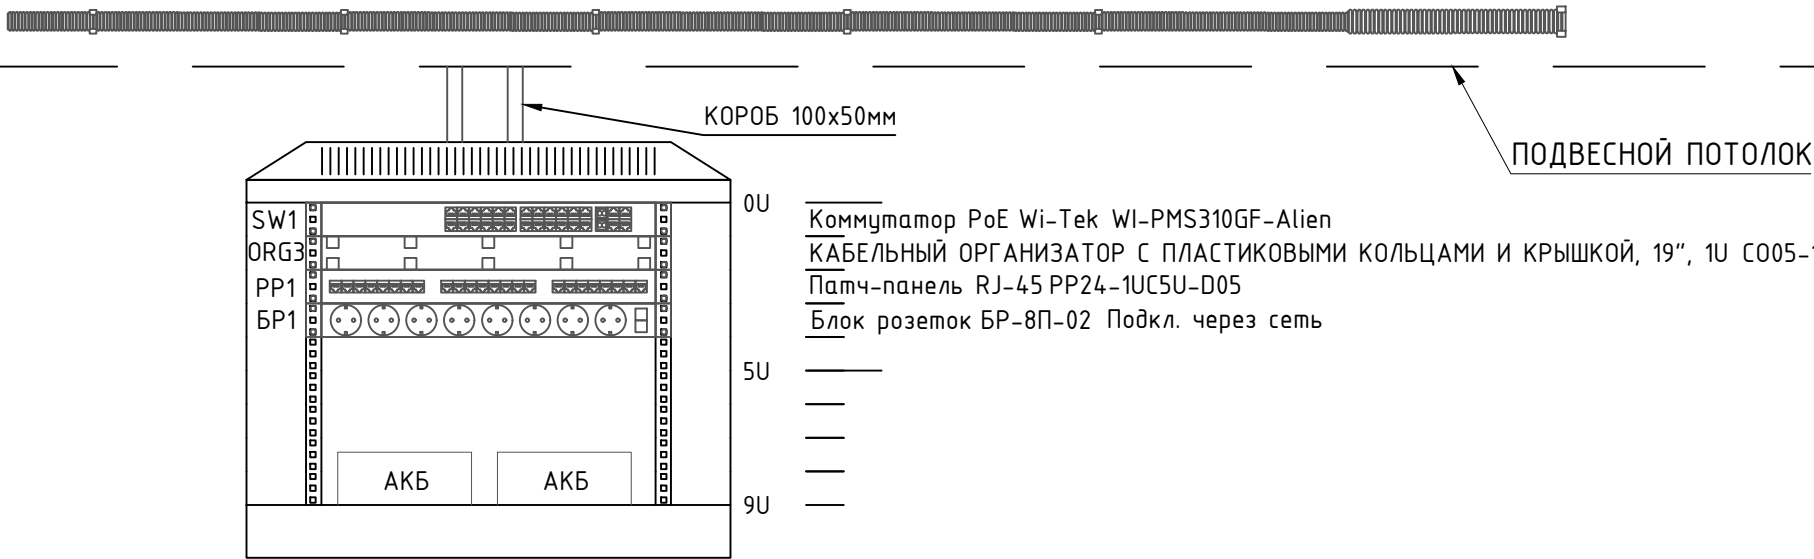 КОРОБ 100х50мм
ПОДВЕСНОЙ ПОТОЛОК
0U
SW1
Коммутатор PoE Wi-Tek WI-PMS310GF-Alien
ORG3
КАБЕЛЬНЫЙ ОРГАНИЗАТОР С ПЛАСТИКОВЫМИ КОЛЬЦАМИ И КРЫШКОЙ, 19", 1U CO05-1
PP1
Патч-панель RJ-45 PP24-1UC5U-D05
БР1
Блок розеток БР-8П-02 Подкл. через сеть
5U
АКБ
АКБ
9U